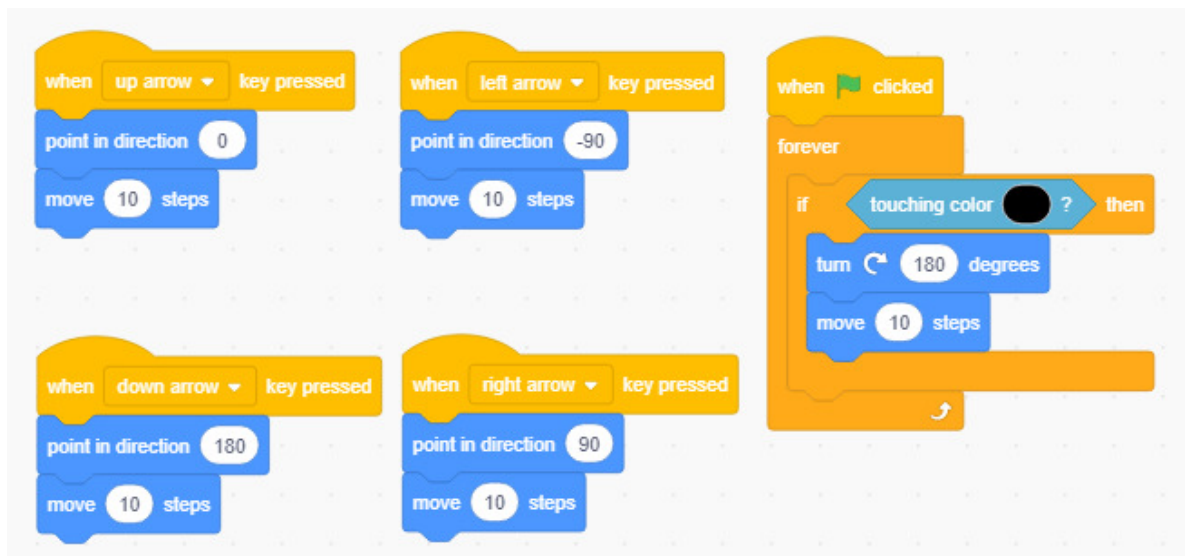 when up arrow key pressed
point in direction 0
move 10 steps
when left arrow key pressed
point in direction -90
move 10 steps
when clicked
forever
if touching color ? then
turn 180 degrees
move 10 steps
when down arrow key pressed
point in direction 180
move 10 steps
when right arrow key pressed
point in direction 90
move 10 steps